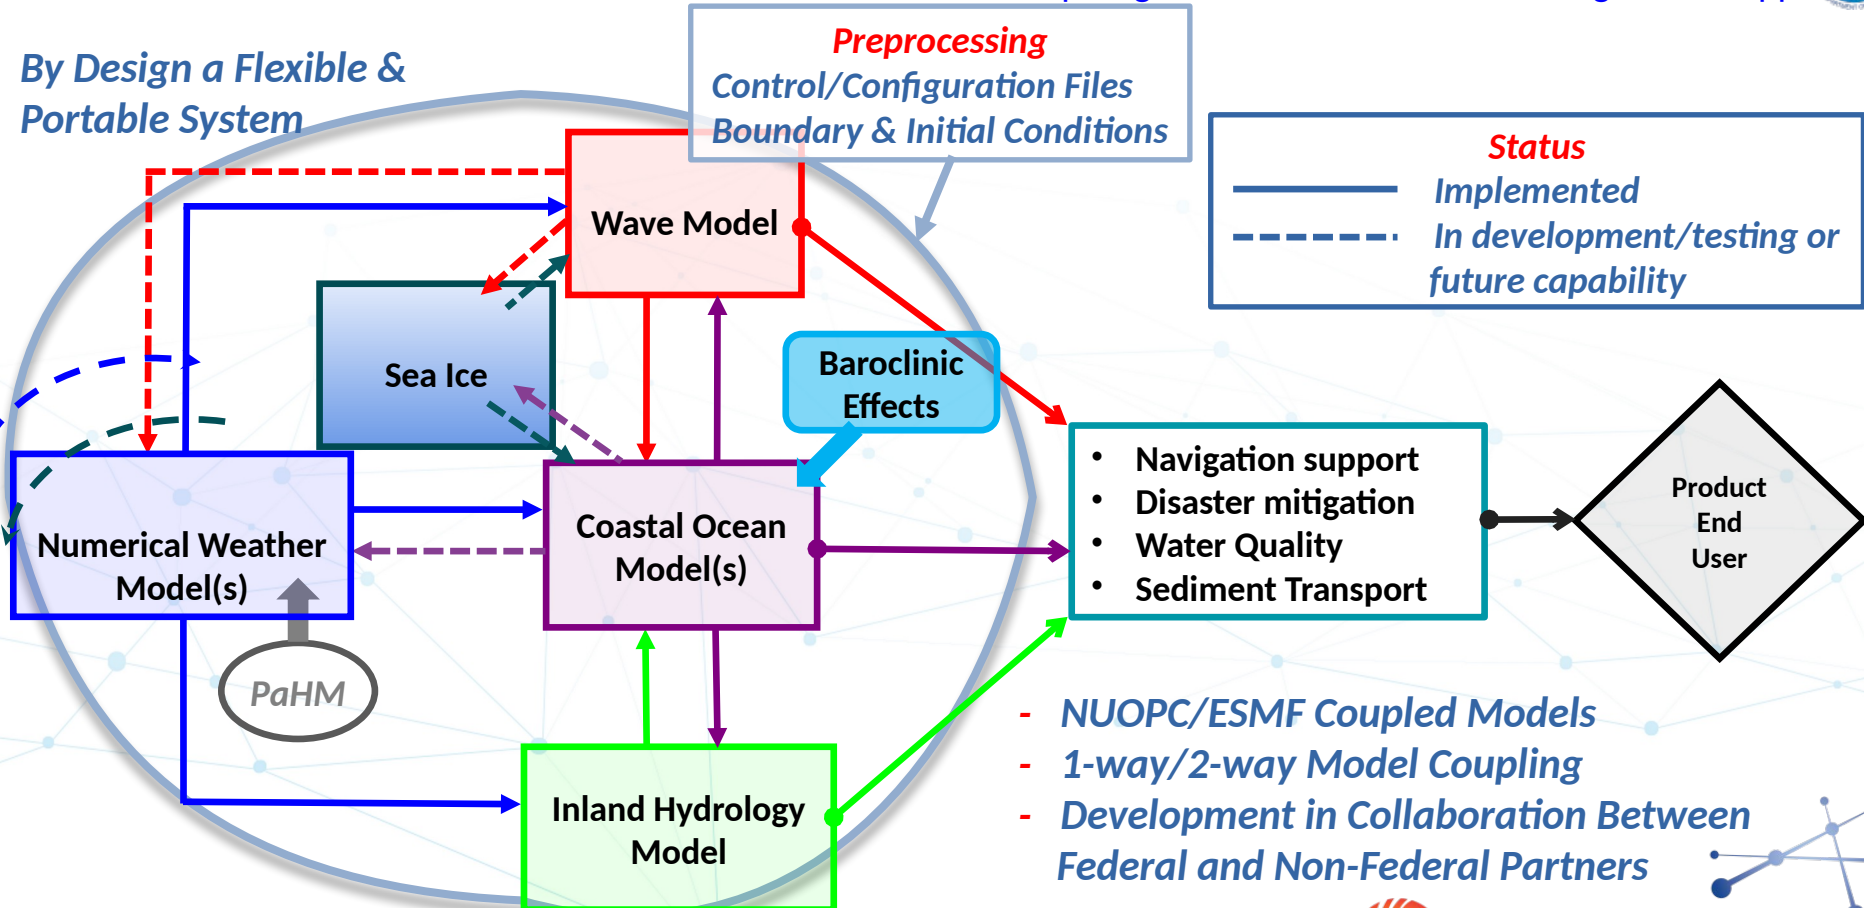 By Design a Flexible &
Portable System
Preprocessing
Control/Configuration Files
Boundary & Initial Conditions
Status
Implemented
In development/testing or
future capability
Wave Model
Sea Ice
Baroclinic
Effects
Numerical Weather
Model(s)
Coastal Ocean
Model(s)
PaHM
Inland Hydrology
Model
• Navigation support
• Disaster mitigation
• Water Quality
• Sediment Transport
Product
End
User
- NUOPC/ESMF Coupled Models
- 1-way/2-way Model Coupling
- Development in Collaboration Between
Federal and Non-Federal Partners